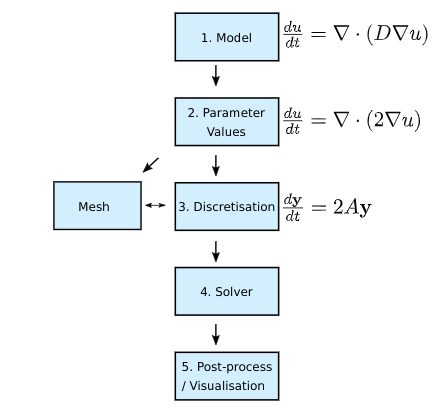 1. Model
du/dt = ∇ · (D∇u)
2. Parameter
Values
du/dt = ∇ · (2∇u)
Mesh
3. Discretisation
d𝐲/dt = 2A𝐲
4. Solver
5. Post-process
/ Visualisation